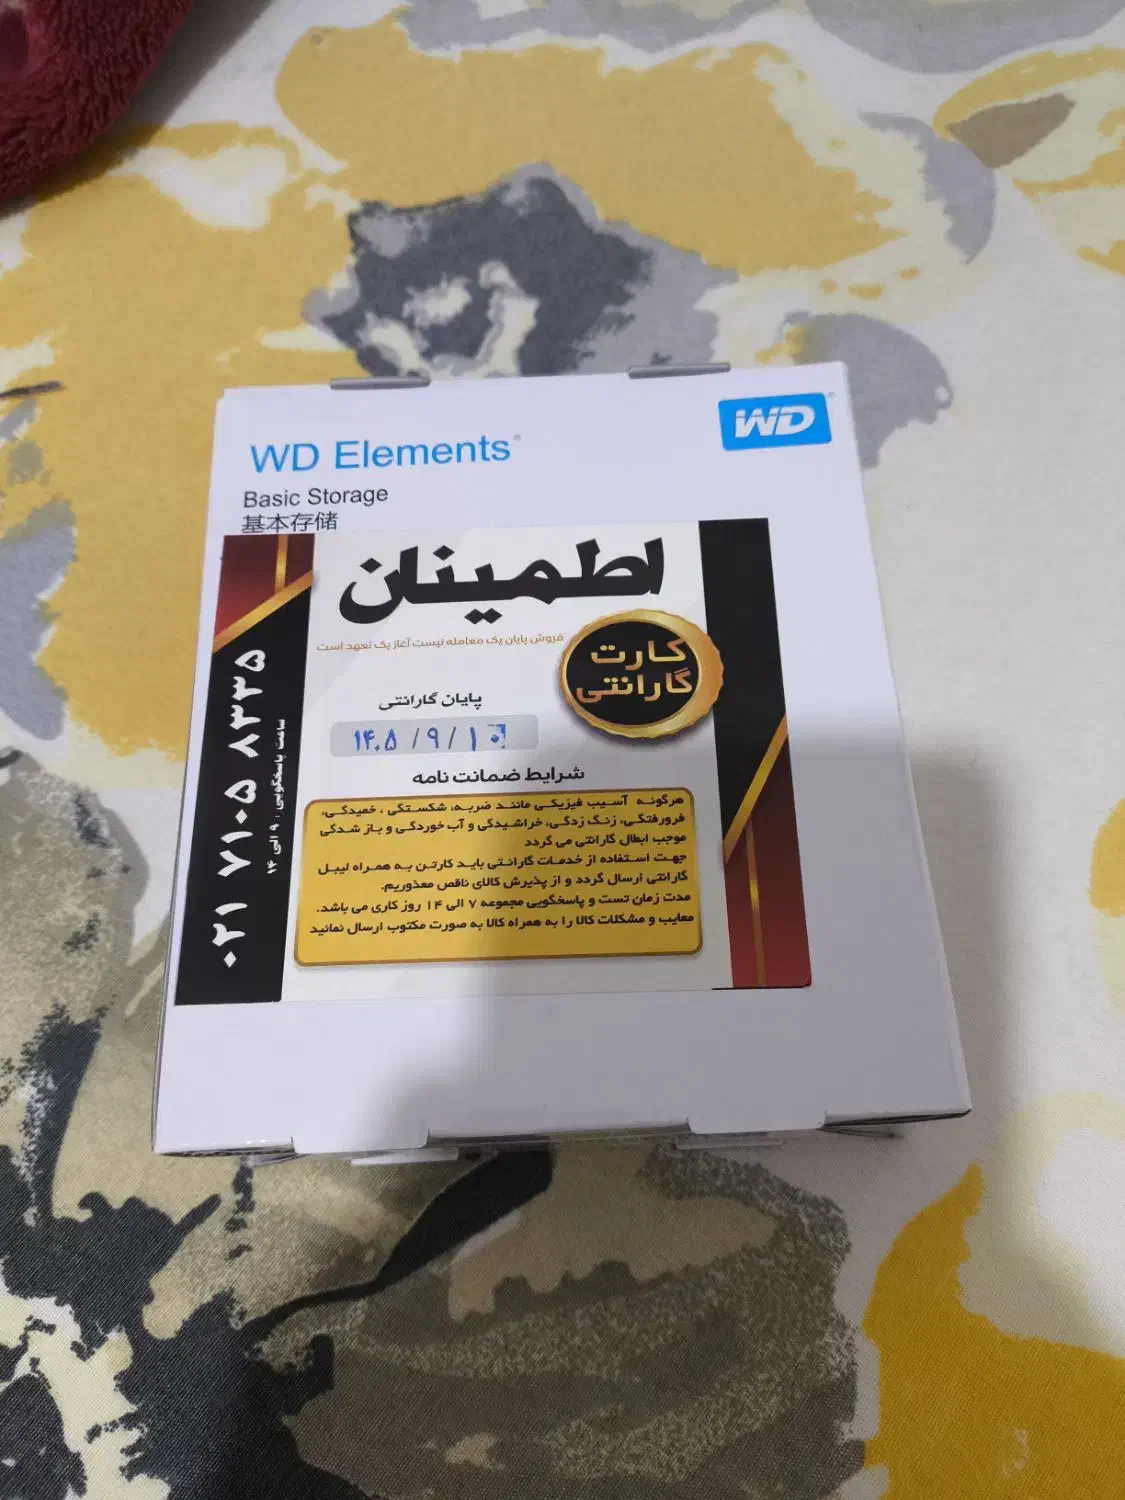 WD
WD Elements®
Basic Storage
基本存储
اطمینان
فروش پایان یک معامله نیست آغاز یک تعهد است
کارت
گارانتی
پایان گارانتی
۱۴۰۵ / ۹ / ۱
شرایط ضمانت نامه
هرگونه آسیب فیزیکی مانند ضربه، شکستگی ، خمیدگی،
فرورفتگی، زنگ زدگی، خراشیدگی و آب خوردگی و باز شدگی
موجب ابطال گارانتی می گردد
جهت استفاده از خدمات گارانتی باید کارتن به همراه لیبل
گارانتی ارسال گردد و از پذیرش کالای ناقص معذوریم.
مدت زمان تست و پاسخگویی مجموعه ۷ الی ۱۴ روز کاری می باشد.
معایب و مشکلات کالا را به همراه کالا به صورت مکتوب ارسال نمائید
۰۲۱ ۷۱۰۵ ۸۳۳۵
ساعت پاسخگویی : ۹ الی ۱۴